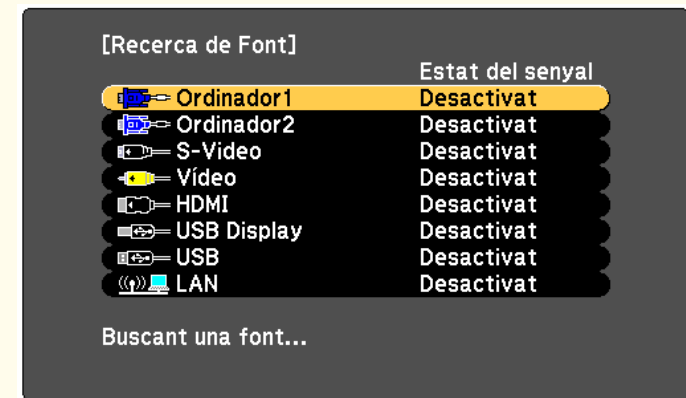 [Recerca de Font]
Estat del senyal
Ordinador1 Desactivat
Ordinador2 Desactivat
S-Video Desactivat
Vídeo Desactivat
HDMI Desactivat
USB Display Desactivat
USB Desactivat
LAN Desactivat
Buscant una font...